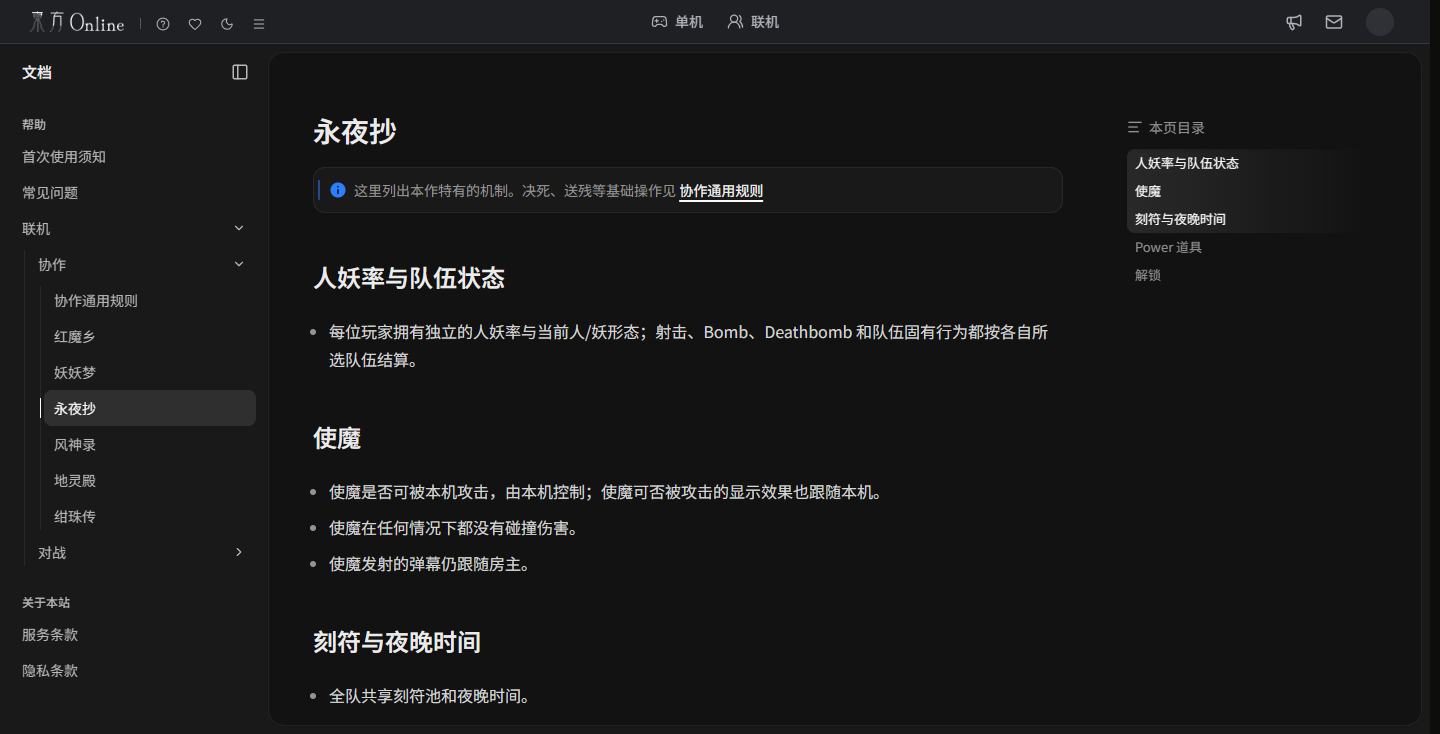 東方Online
单机
联机
文档
帮助
首次使用须知
常见问题
联机
协作
协作通用规则
红魔乡
妖妖梦
永夜抄
风神录
地灵殿
绀珠传
对战
关于本站
服务条款
隐私条款
永夜抄
这里列出本作特有的机制。决死、送残等基础操作见 协作通用规则
人妖率与队伍状态
每位玩家拥有独立的人妖率与当前人/妖形态；射击、Bomb、Deathbomb 和队伍固有行为都按各自所
选队伍结算。
使魔
使魔是否可被本机攻击，由本机控制；使魔可否被攻击的显示效果也跟随本机。
使魔在任何情况下都没有碰撞伤害。
使魔发射的弹幕仍跟随房主。
刻符与夜晚时间
全队共享刻符池和夜晚时间。
本页目录
人妖率与队伍状态
使魔
刻符与夜晚时间
Power 道具
解锁